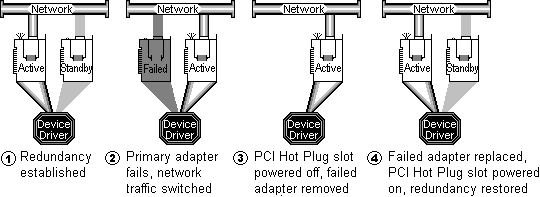 Network Network Network Network
Active Standby Failed Active Active Active Standby
Device Device Device Device
Driver Driver Driver Driver
1 Redundancy established
2 Primary adapter fails, network traffic switched
3 PCI Hot Plug slot powered off, failed adapter removed
4 Failed adapter replaced, PCI Hot Plug slot powered on, redundancy restored